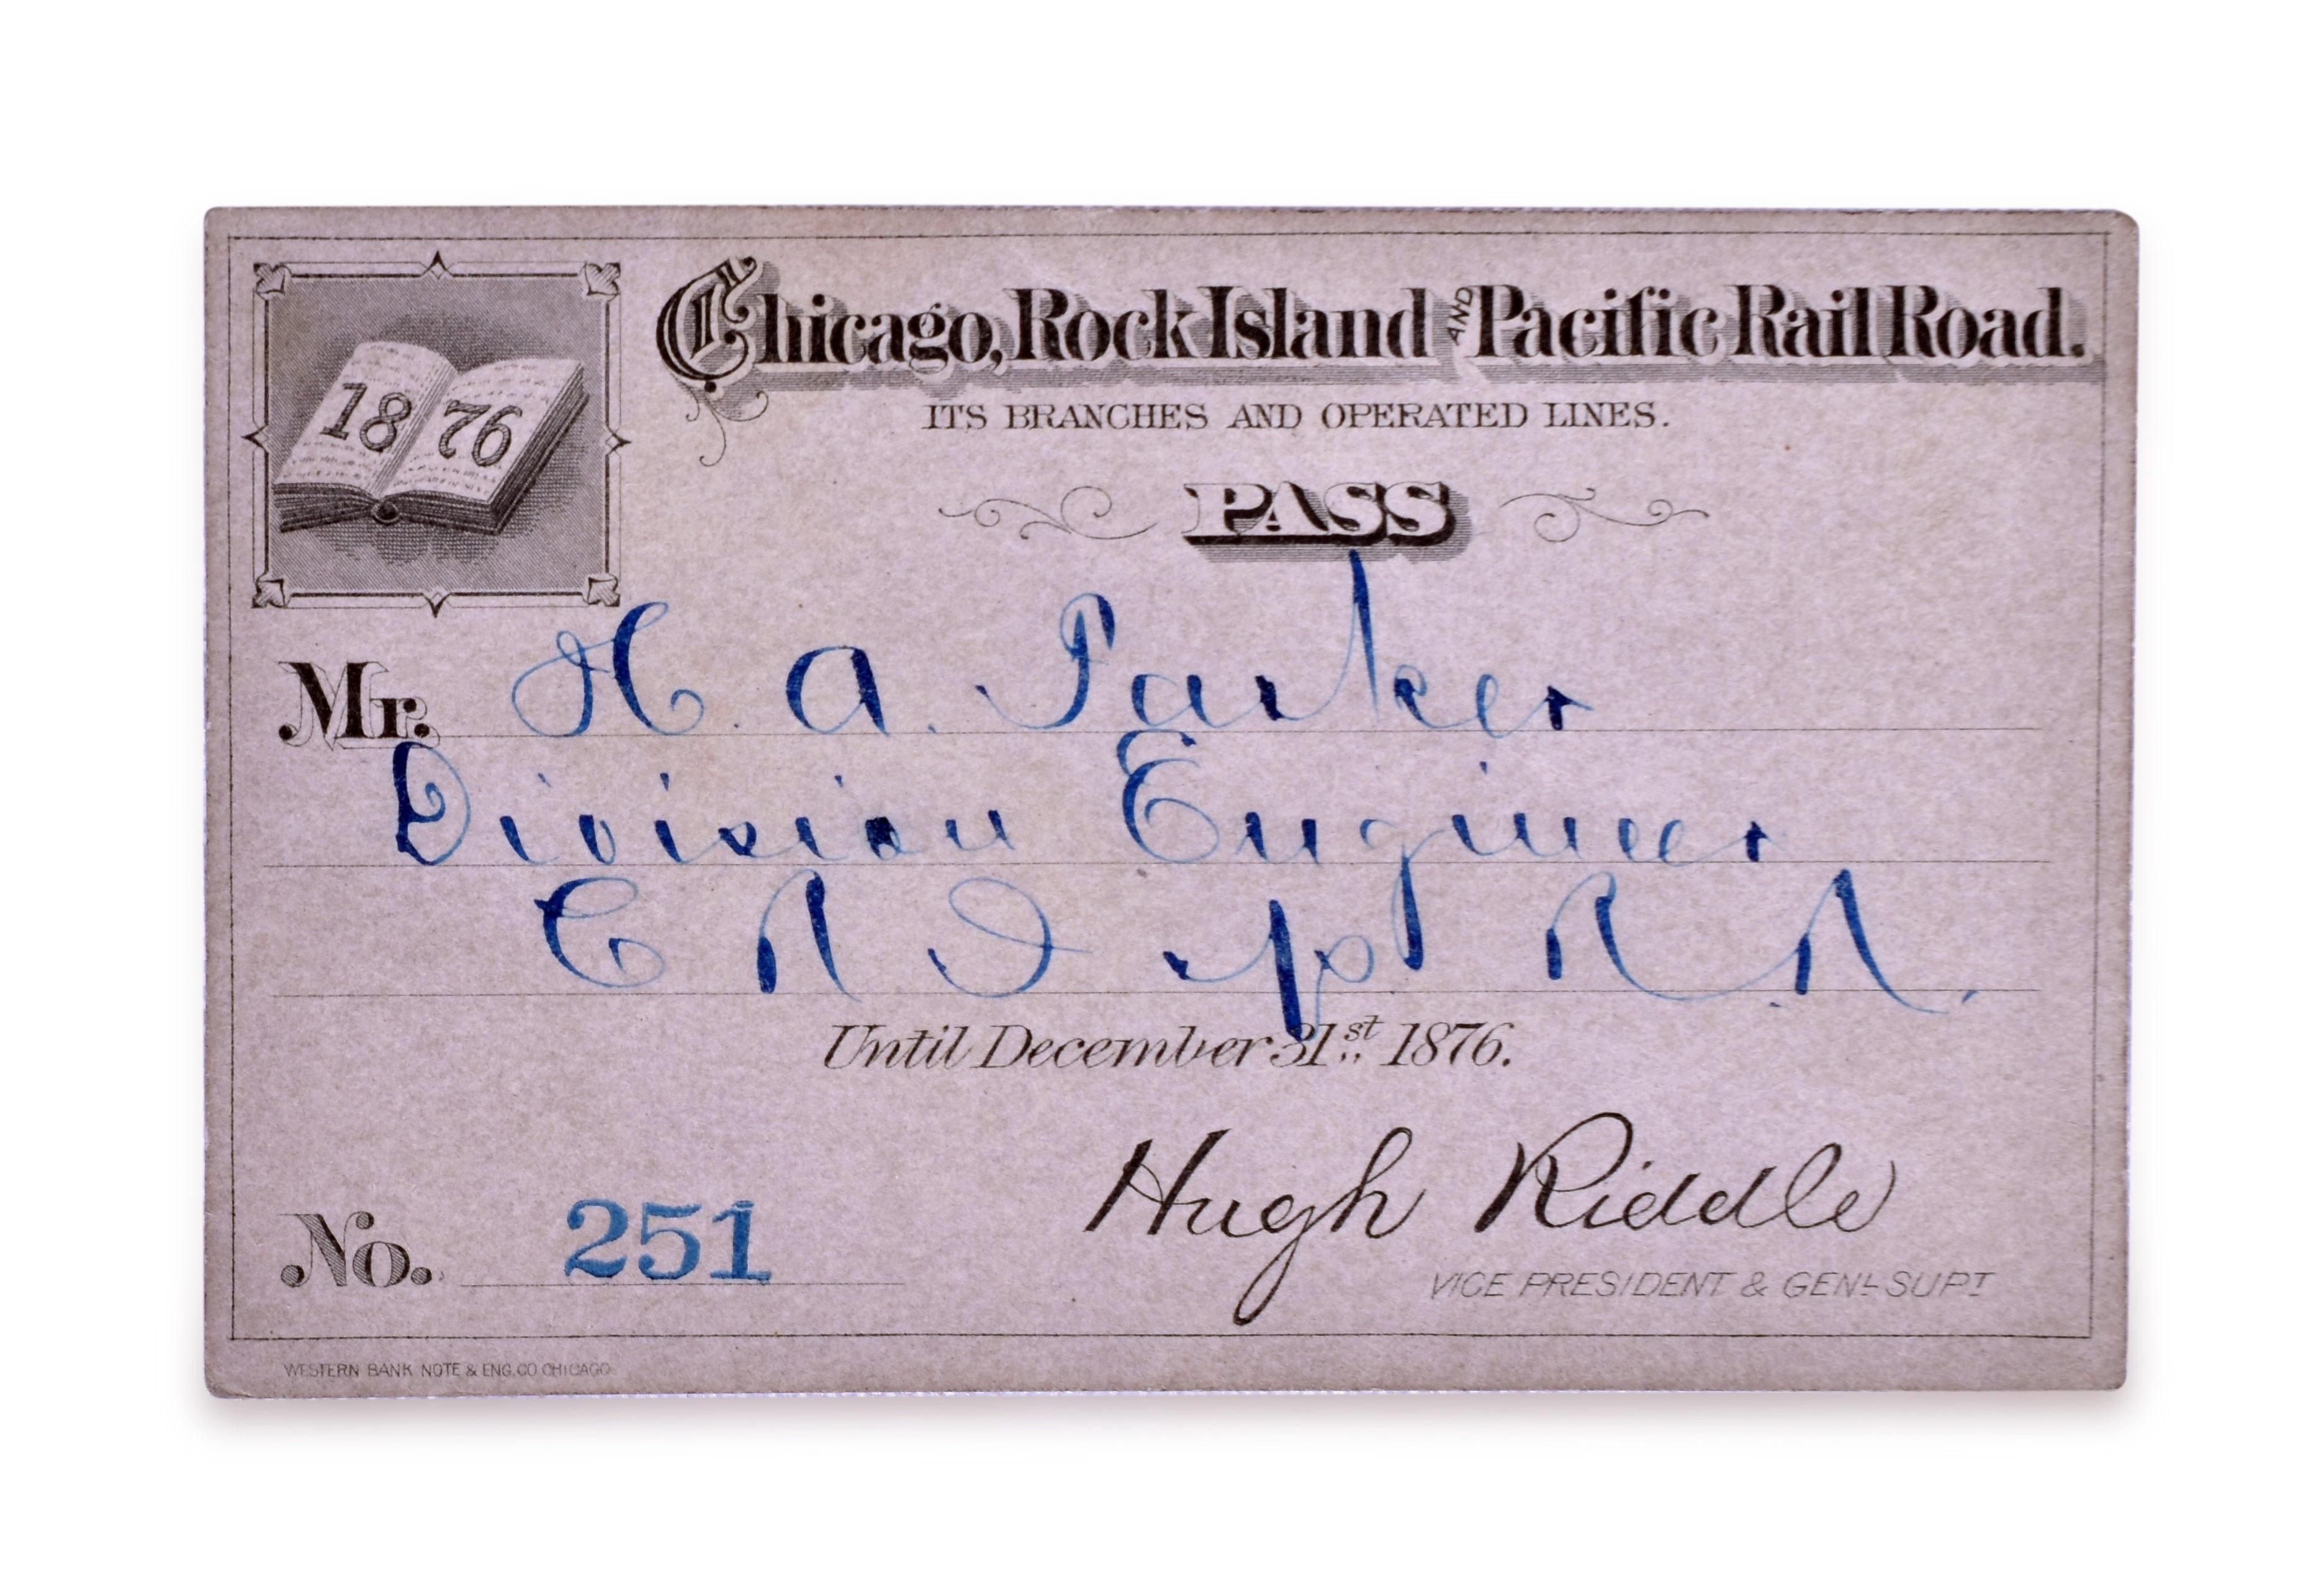 1876
Chicago, Rock Island AND Pacific Rail Road.
ITS BRANCHES AND OPERATED LINES.
PASS
Mr. H. A. Parker
Division Engineer
C R I & P R. R.
Until December 31st 1876.
Hugh Riddle
VICE PRESIDENT & GENL SUPT
No. 251
WESTERN BANK NOTE & ENG. CO CHICAGO